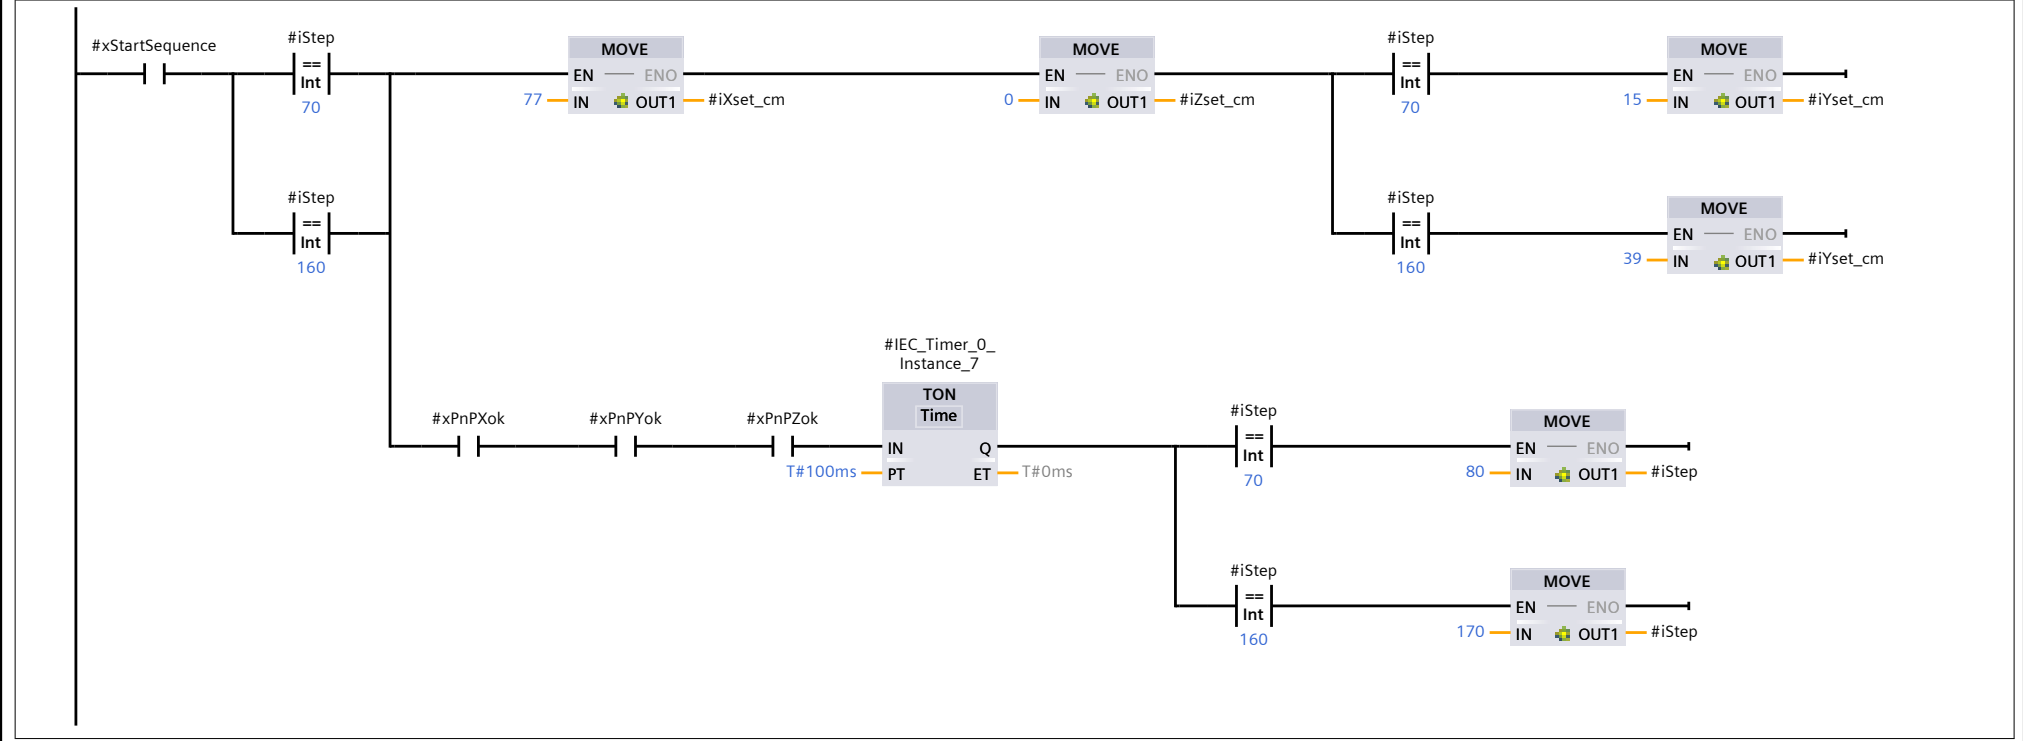 #xStartSequence
#iStep
==
Int
70
MOVE
EN ENO
77 IN OUT1 #iXset_cm
MOVE
EN ENO
0 IN OUT1 #iZset_cm
#iStep
==
Int
70
MOVE
EN ENO
15 IN OUT1 #iYset_cm
#iStep
==
Int
160
#iStep
==
Int
160
MOVE
EN ENO
39 IN OUT1 #iYset_cm
#xPnPXok
#xPnPYok
#xPnPZok
#IEC_Timer_0_
Instance_7
TON
Time
IN Q
T#100ms PT ET T#0ms
#iStep
==
Int
70
MOVE
EN ENO
80 IN OUT1 #iStep
#iStep
==
Int
160
MOVE
EN ENO
170 IN OUT1 #iStep